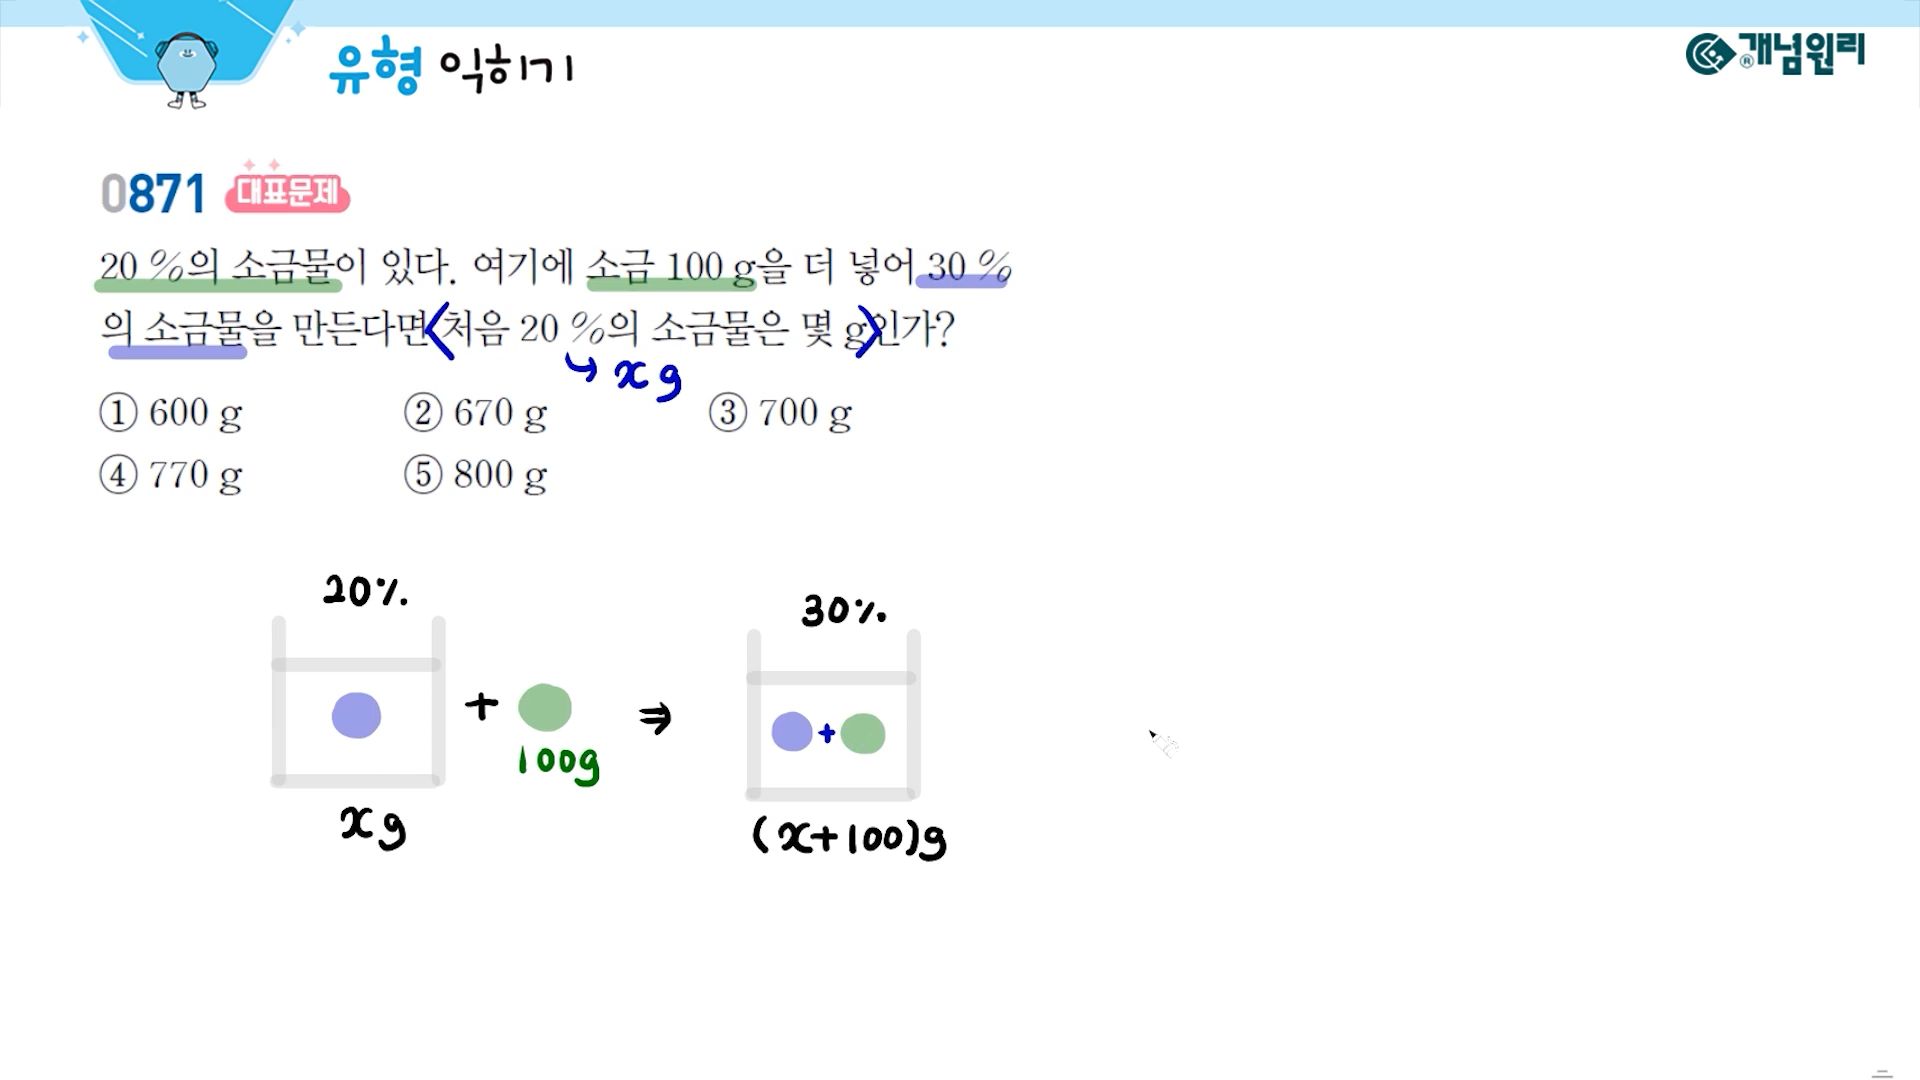 유형 익히기
개념원리®
0871 대표문제
20 %의 소금물이 있다. 여기에 소금 100 g을 더 넣어 30 %
의 소금물을 만든다면 처음 20 %의 소금물은 몇 g인가?
↳ x g
① 600 g ② 670 g ③ 700 g
④ 770 g ⑤ 800 g
20%
30%
+ ⇒ +
100g
x g
(x+100)g